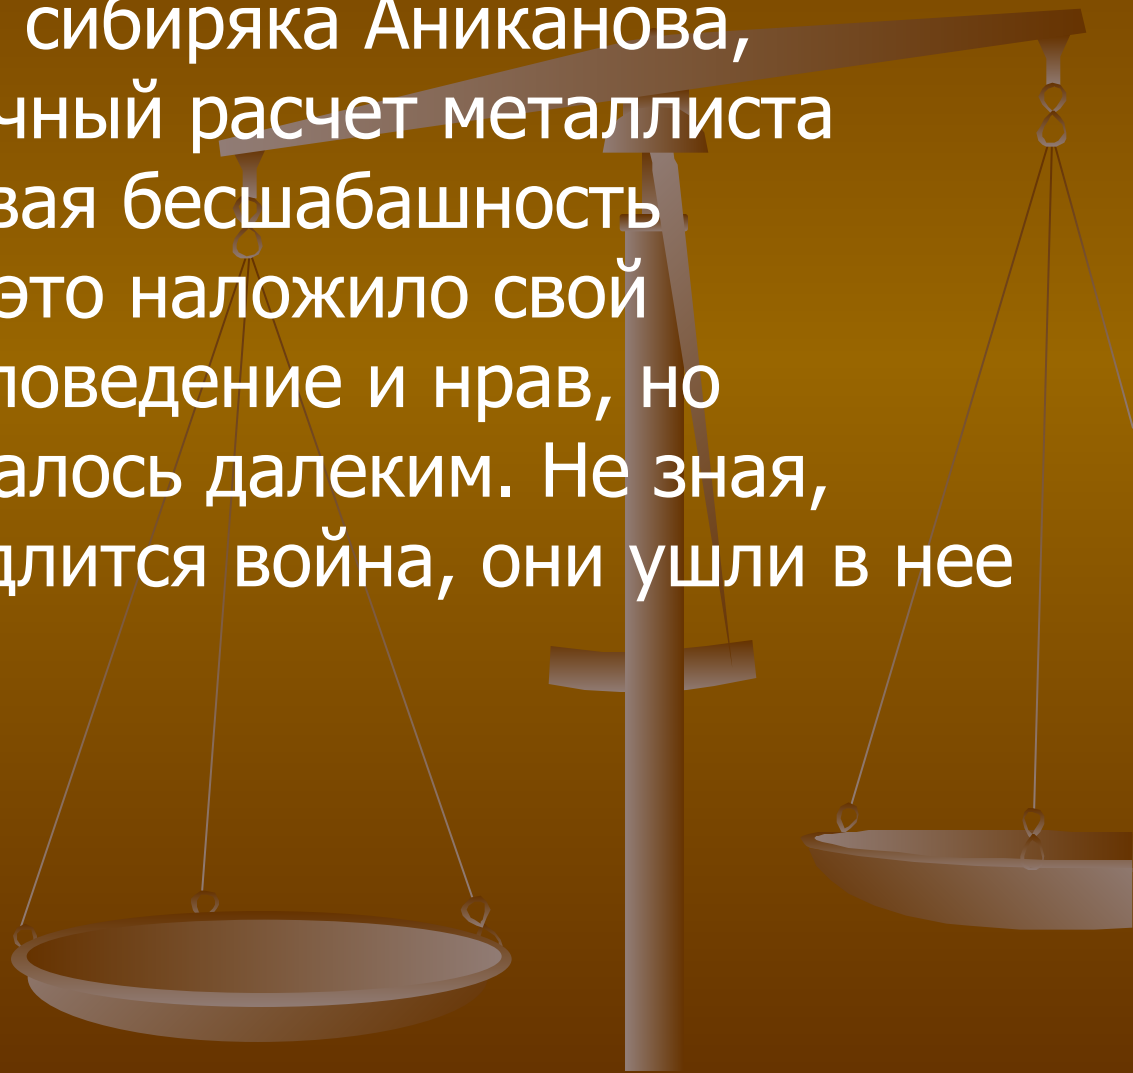 сибиряка Аниканова,
чный расчет металлиста
вая бесшабашность
это наложило свой
поведение и нрав, но
алось далеким. Не зная,
длится война, они ушли в нее